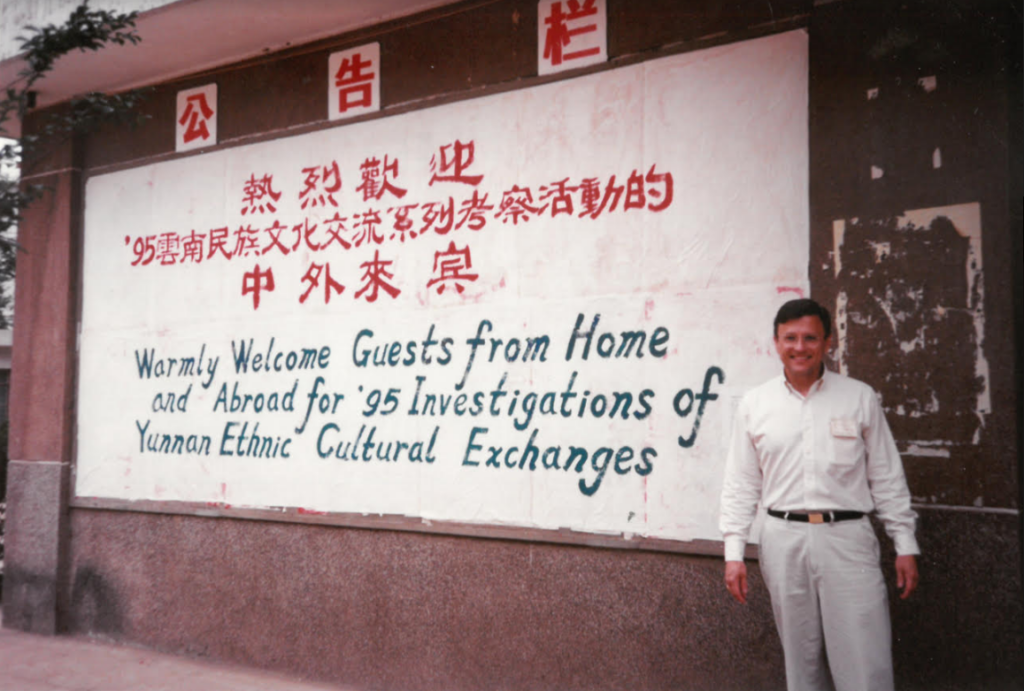 公告栏
熱烈歡迎
'95雲南民族文化交流系列考察活動的
中外來宾
Warmly Welcome Guests from Home
and Abroad for '95 Investigations of
Yunnan Ethnic Cultural Exchanges